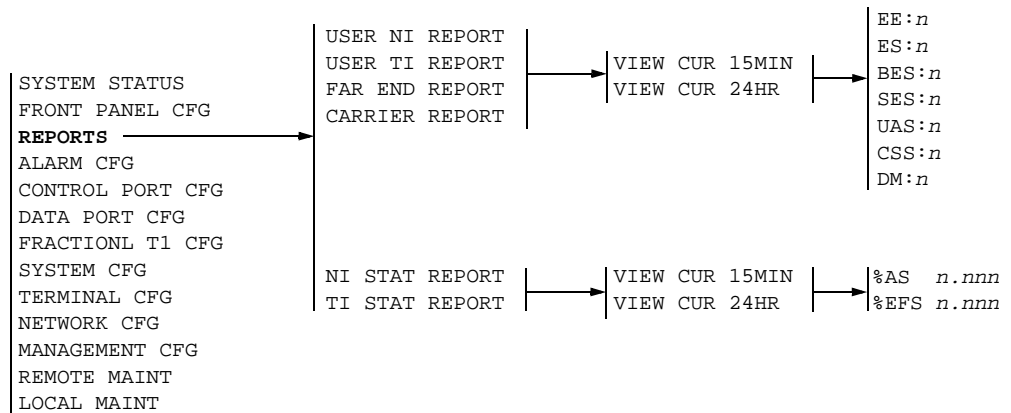 SYSTEM STATUS
FRONT PANEL CFG
REPORTS
ALARM CFG
CONTROL PORT CFG
DATA PORT CFG
FRACTIONL T1 CFG
SYSTEM CFG
TERMINAL CFG
NETWORK CFG
MANAGEMENT CFG
REMOTE MAINT
LOCAL MAINT
USER NI REPORT
USER TI REPORT
FAR END REPORT
CARRIER REPORT
VIEW CUR 15MIN
VIEW CUR 24HR
EE:n
ES:n
BES:n
SES:n
UAS:n
CSS:n
DM:n
NI STAT REPORT
TI STAT REPORT
VIEW CUR 15MIN
VIEW CUR 24HR
%AS n.nnn
%EFS n.nnn